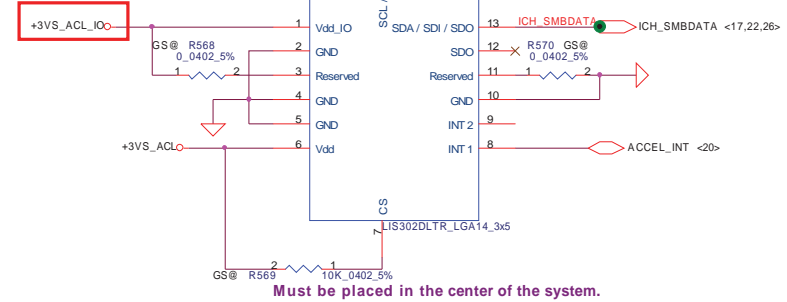 SCL /
+3VS_ACL_IO
1 Vdd_IO
SDA / SDI / SDO 13 ICH_SMBDATA
ICH_SMBDATA <17,22,26>
GS@ R568
0_0402_5%
2 GND
SDO 12
R570 GS@
0_0402_5%
1 2 3 Reserved
Reserved 11 1 2
4 GND
GND 10
5 GND
INT 2 9
+3VS_ACL
6 Vdd
INT 1 8
ACCEL_INT <20>
CS
7
LIS302DLTR_LGA14_3x5
2 1
GS@ R569 10K_0402_5%
Must be placed in the center of the system.